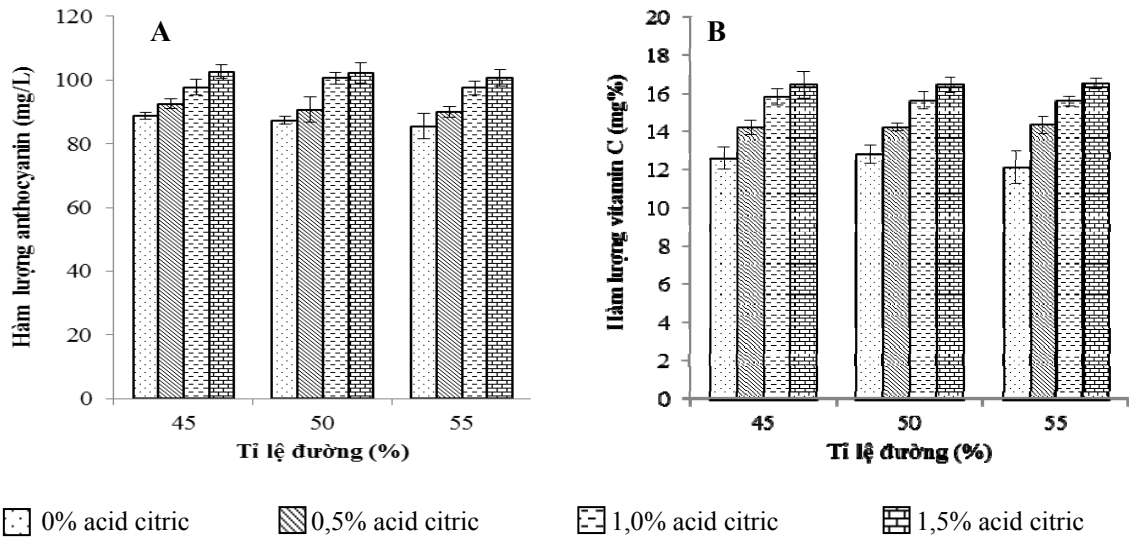 A
Hàm lượng anthocyanin (mg/L)
120
100
80
60
40
20
0
45 50 55
Tỉ lệ đường (%)
B
Hàm lượng vitamin C (mg%)
20
18
16
14
12
10
8
6
4
2
0
45 50 55
Tỉ lệ đường (%)
0% acid citric 0,5% acid citric 1,0% acid citric 1,5% acid citric